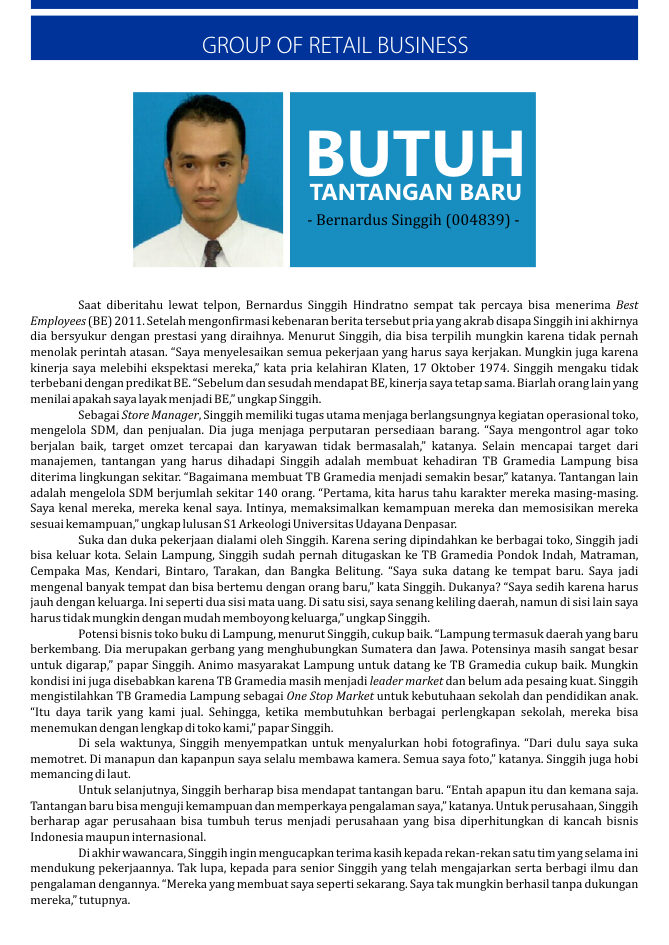 GROUP OF RETAIL BUSINESS
BUTUH
TANTANGAN BARU
- Bernardus Singgih (004839) -
Saat diberitahu lewat telpon, Bernardus Singgih Hindratno sempat tak percaya bisa menerima Best
Employees (BE) 2011. Setelah mengonfirmasi kebenaran berita tersebut pria yang akrab disapa Singgih ini akhirnya
dia bersyukur dengan prestasi yang diraihnya. Menurut Singgih, dia bisa terpilih mungkin karena tidak pernah
menolak perintah atasan. “Saya menyelesaikan semua pekerjaan yang harus saya kerjakan. Mungkin juga karena
kinerja saya melebihi ekspektasi mereka,” kata pria kelahiran Klaten, 17 Oktober 1974. Singgih mengaku tidak
terbebani dengan predikat BE. “Sebelum dan sesudah mendapat BE, kinerja saya tetap sama. Biarlah orang lain yang
menilai apakah saya layak menjadi BE,” ungkap Singgih.
Sebagai Store Manager, Singgih memiliki tugas utama menjaga berlangsungnya kegiatan operasional toko,
mengelola SDM, dan penjualan. Dia juga menjaga perputaran persediaan barang. “Saya mengontrol agar toko
berjalan baik, target omzet tercapai dan karyawan tidak bermasalah,” katanya. Selain mencapai target dari
manajemen, tantangan yang harus dihadapi Singgih adalah membuat kehadiran TB Gramedia Lampung bisa
diterima lingkungan sekitar. “Bagaimana membuat TB Gramedia menjadi semakin besar,” katanya. Tantangan lain
adalah mengelola SDM berjumlah sekitar 140 orang. “Pertama, kita harus tahu karakter mereka masing-masing.
Saya kenal mereka, mereka kenal saya. Intinya, memaksimalkan kemampuan mereka dan memosisikan mereka
sesuai kemampuan,” ungkap lulusan S1 Arkeologi Universitas Udayana Denpasar.
Suka dan duka pekerjaan dialami oleh Singgih. Karena sering dipindahkan ke berbagai toko, Singgih jadi
bisa keluar kota. Selain Lampung, Singgih sudah pernah ditugaskan ke TB Gramedia Pondok Indah, Matraman,
Cempaka Mas, Kendari, Bintaro, Tarakan, dan Bangka Belitung. “Saya suka datang ke tempat baru. Saya jadi
mengenal banyak tempat dan bisa bertemu dengan orang baru,” kata Singgih. Dukanya? “Saya sedih karena harus
jauh dengan keluarga. Ini seperti dua sisi mata uang. Di satu sisi, saya senang keliling daerah, namun di sisi lain saya
harus tidak mungkin dengan mudah memboyong keluarga,” ungkap Singgih.
Potensi bisnis toko buku di Lampung, menurut Singgih, cukup baik. “Lampung termasuk daerah yang baru
berkembang. Dia merupakan gerbang yang menghubungkan Sumatera dan Jawa. Potensinya masih sangat besar
untuk digarap,” papar Singgih. Animo masyarakat Lampung untuk datang ke TB Gramedia cukup baik. Mungkin
kondisi ini juga disebabkan karena TB Gramedia masih menjadi leader market dan belum ada pesaing kuat. Singgih
mengistilahkan TB Gramedia Lampung sebagai One Stop Market untuk kebutuhaan sekolah dan pendidikan anak.
“Itu daya tarik yang kami jual. Sehingga, ketika membutuhkan berbagai perlengkapan sekolah, mereka bisa
menemukan dengan lengkap di toko kami,” papar Singgih.
Di sela waktunya, Singgih menyempatkan untuk menyalurkan hobi fotografinya. “Dari dulu saya suka
memotret. Di manapun dan kapanpun saya selalu membawa kamera. Semua saya foto,” katanya. Singgih juga hobi
memancing di laut.
Untuk selanjutnya, Singgih berharap bisa mendapat tantangan baru. “Entah apapun itu dan kemana saja.
Tantangan baru bisa menguji kemampuan dan memperkaya pengalaman saya,” katanya. Untuk perusahaan, Singgih
berharap agar perusahaan bisa tumbuh terus menjadi perusahaan yang bisa diperhitungkan di kancah bisnis
Indonesia maupun internasional.
Di akhir wawancara, Singgih ingin mengucapkan terima kasih kepada rekan-rekan satu tim yang selama ini
mendukung pekerjaannya. Tak lupa, kepada para senior Singgih yang telah mengajarkan serta berbagi ilmu dan
pengalaman dengannya. “Mereka yang membuat saya seperti sekarang. Saya tak mungkin berhasil tanpa dukungan
mereka,” tutupnya.